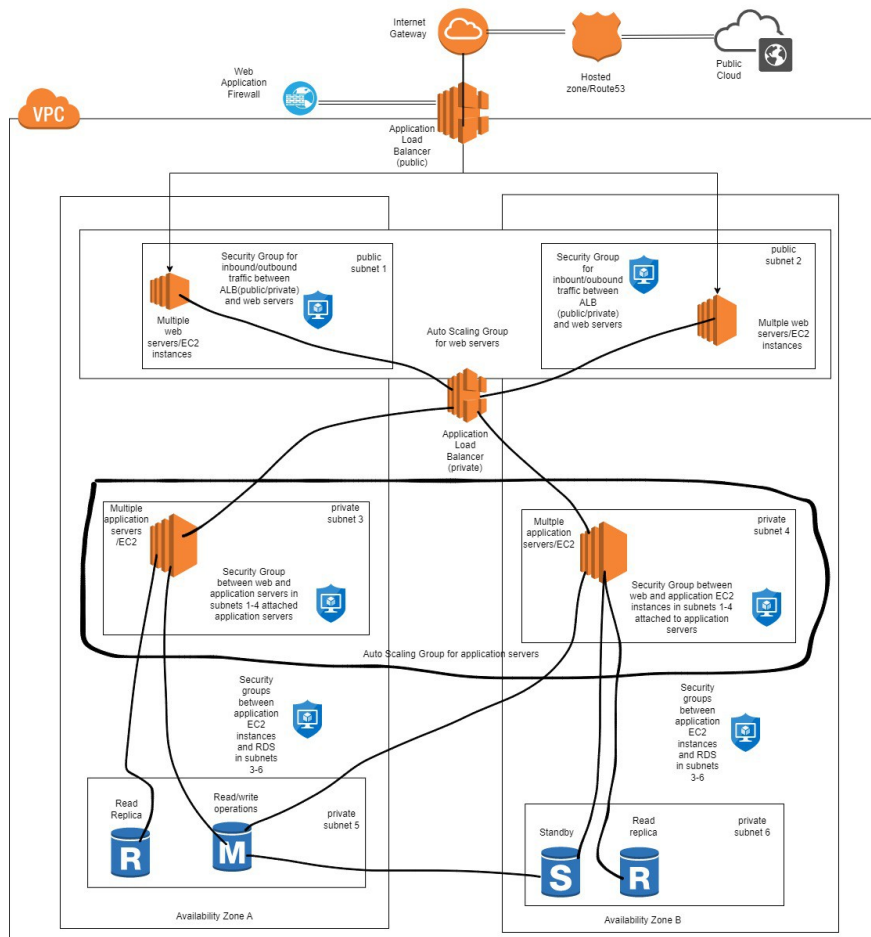 Internet
Gateway
Hosted
zone/Route53
Public
Cloud
Web
Application
Firewall
VPC
Application
Load
Balancer
(public)
Security Group for
inbound/outbound
traffic between
ALB(public/private)
and web servers
public
subnet 1
Multiple
web
servers/EC2
instances
Security Group
for
inbount/oubound
traffic between
ALB
(public/private)
and web servers
public
subnet 2
Multple web
servers/EC2
instances
Auto Scaling Group
for web servers
Application
Load
Balancer
(private)
Multiple
application
servers
/EC2
private
subnet 3
Security Group
between web and
application servers in
subnets 1-4 attached
application servers
Multple
application
servers/EC2
private
subnet 4
Security Group between
web and application EC2
instances in subnets 1-4
attached to application
servers
Auto Scaling Group for application servers
Security
groups
between
application
EC2
instances
and RDS
in subnets
3-6
Security
groups
between
application
EC2
instances
and RDS
in subnets
3-6
Read
Replica
R
Read/write
operations
M
private
subnet 5
Standby
S
Read
replica
R
private
subnet 6
Availability Zone A
Availability Zone B